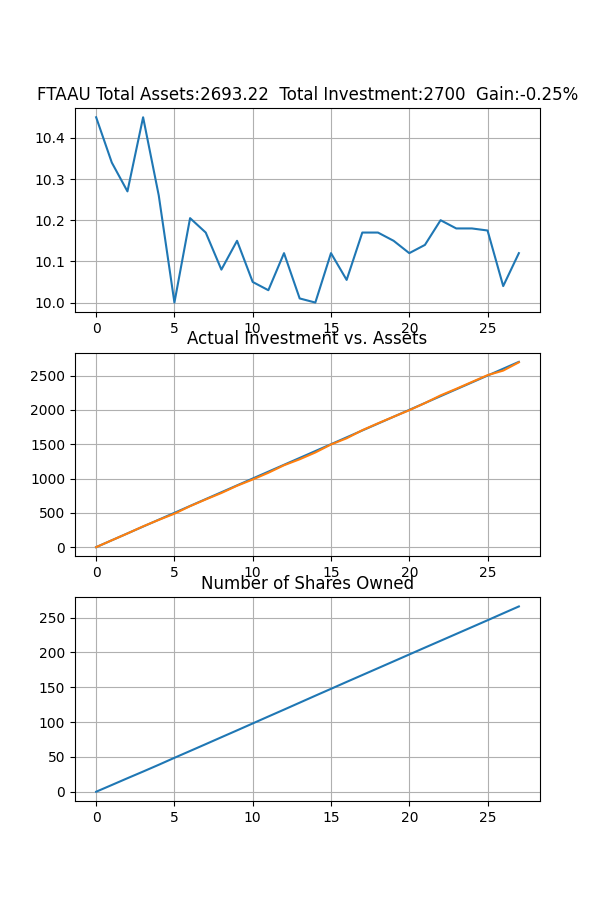 FTAAU Total Assets:2693.22  Total Investment:2700  Gain:-0.25%
10.4
10.3
10.2
10.1
10.0
0 5 10 15 20 25
Actual Investment vs. Assets
2500
2000
1500
1000
500
0
0 5 10 15 20 25
Number of Shares Owned
250
200
150
100
50
0
0 5 10 15 20 25